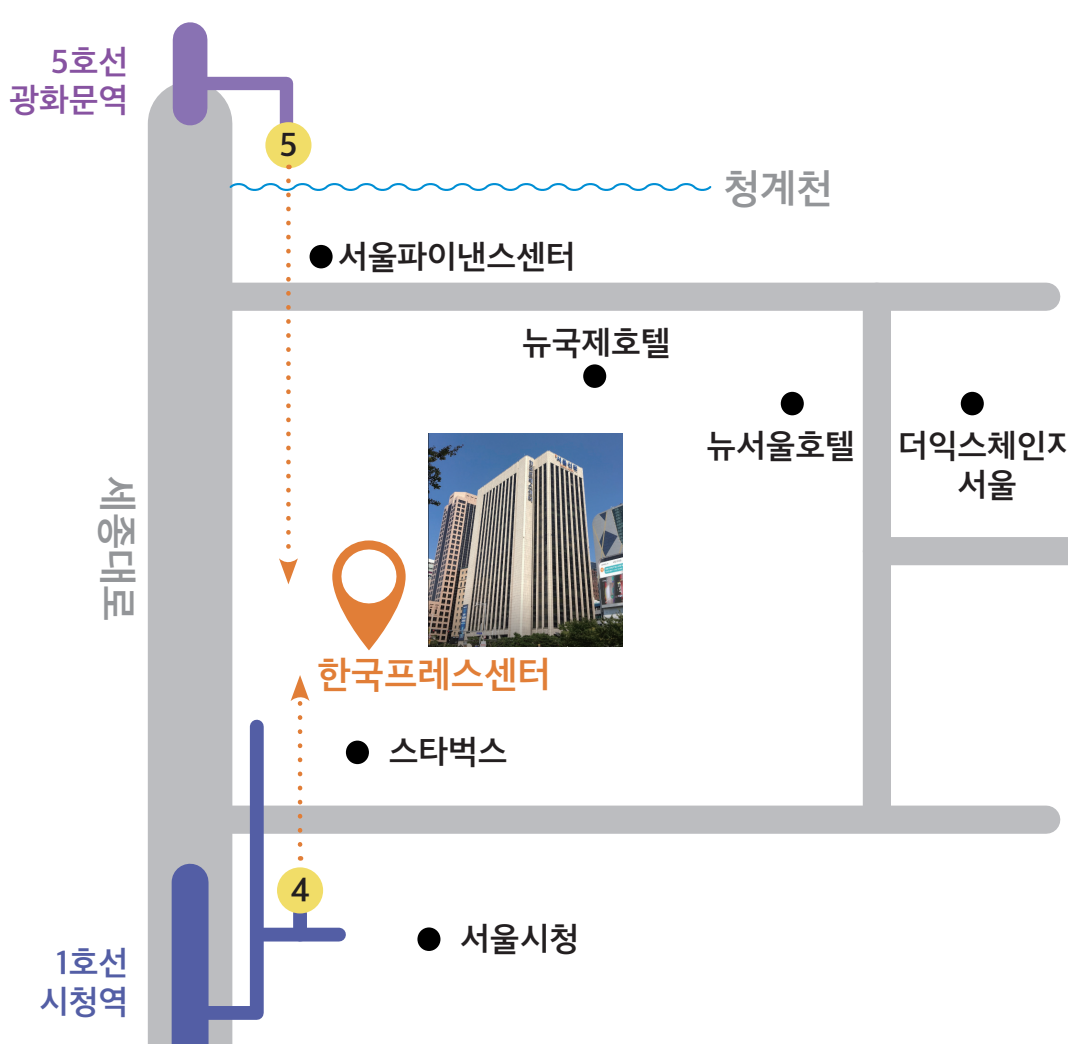 5호선
광화문역
5
청계천
서울파이낸스센터
뉴국제호텔
뉴서울호텔
더익스체인지
서울
세종대로
한국프레스센터
스타벅스
4
서울시청
1호선
시청역